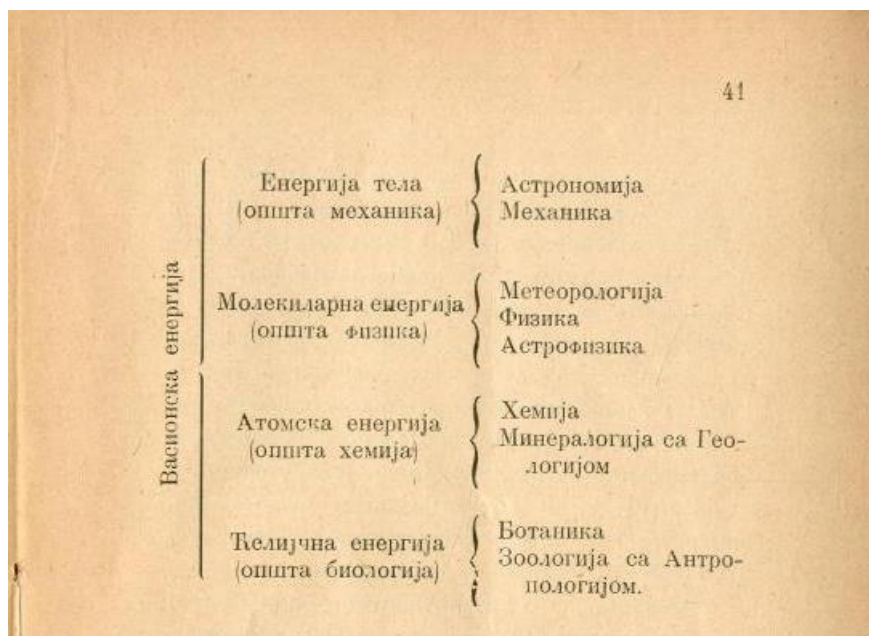 41
Васионска енергија
Енергија тела
(општа механика)
Астрономија
Механика
Молекиларна енергија
(општа физика)
Метеорологија
Физика
Астрофизика
Атомска енергија
(општа хемија)
Хемија
Минералогија са Гео-
логијом
Ћелијчна енергија
(општа биологија)
Ботаника
Зоологија са Антро-
пологијом.